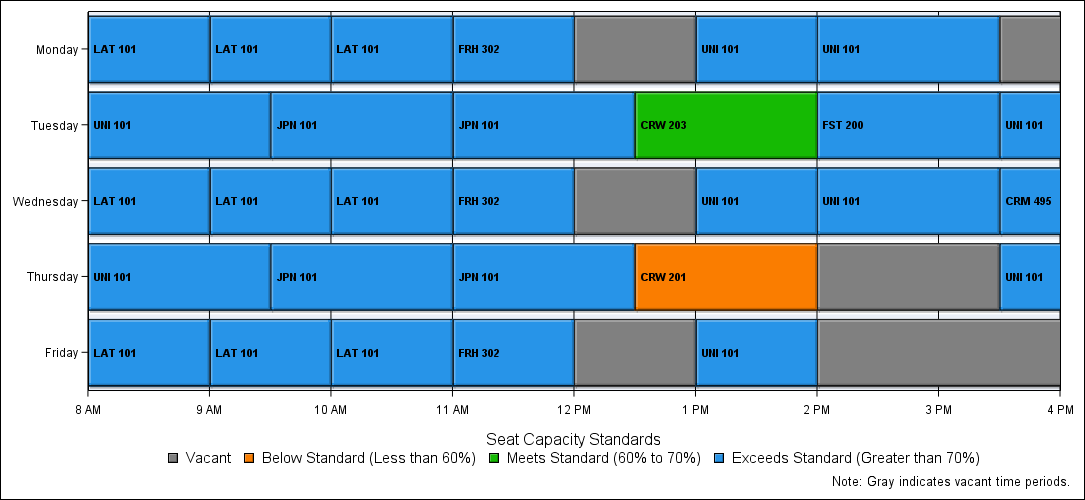 Monday LAT 101 LAT 101 LAT 101 FRH 302 UNI 101 UNI 101
Tuesday UNI 101 JPN 101 JPN 101 CRW 203 FST 200 UNI 101
Wednesday LAT 101 LAT 101 LAT 101 FRH 302 UNI 101 UNI 101 CRM 495
Thursday UNI 101 JPN 101 JPN 101 CRW 201 UNI 101
Friday LAT 101 LAT 101 LAT 101 FRH 302 UNI 101
8 AM 9 AM 10 AM 11 AM 12 PM 1 PM 2 PM 3 PM 4 PM
Seat Capacity Standards
Vacant Below Standard (Less than 60%) Meets Standard (60% to 70%) Exceeds Standard (Greater than 70%)
Note: Gray indicates vacant time periods.